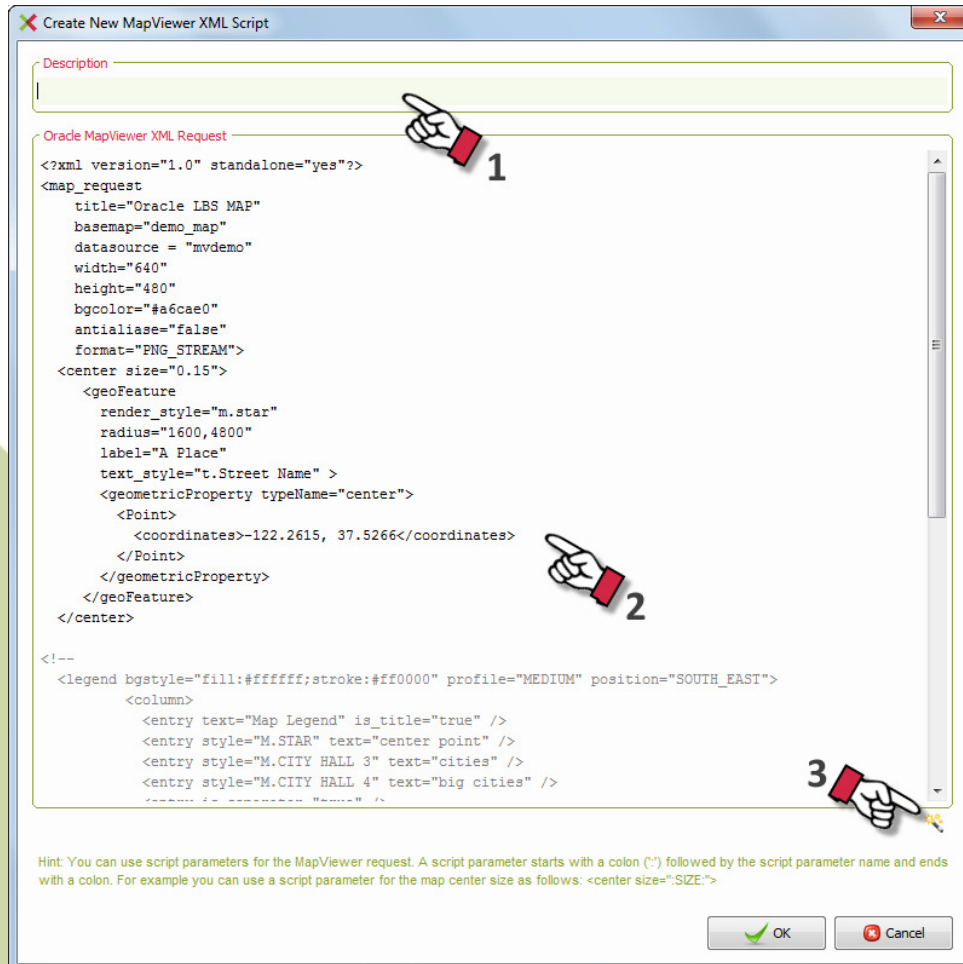 Create New MapViewer XML Script
Description
1
Oracle MapViewer XML Request
<?xml version="1.0" standalone="yes"?>
<map_request
title="Oracle LBS MAP"
basemap="demo_map"
datasource = "mvdemo"
width="640"
height="480"
bgcolor="#a6cae0"
antialiase="false"
format="PNG_STREAM">
<center size="0.15">
<geoFeature
render_style="m.star"
radius="1600,4800"
label="A Place"
text_style="t.Street Name" >
<geometricProperty typeName="center">
<Point>
<coordinates>-122.2615, 37.5266</coordinates>
</Point>
</geometricProperty>
</geoFeature>
2
</center>
<!--
<legend bgstyle="fill:#ffffff;stroke:#ff0000" profile="MEDIUM" position="SOUTH_EAST">
<column>
<entry text="Map Legend" is_title="true" />
<entry style="M.STAR" text="center point" />
<entry style="M.CITY HALL 3" text="cities" />
<entry style="M.CITY HALL 4" text="big cities" />
3
<entry is_separator="true" />
Hint: You can use script parameters for the MapViewer request. A script parameter starts with a colon (':') followed by the script parameter name and ends
with a colon. For example you can use a script parameter for the map center size as follows: <center size=":SIZE:">
OK
Cancel